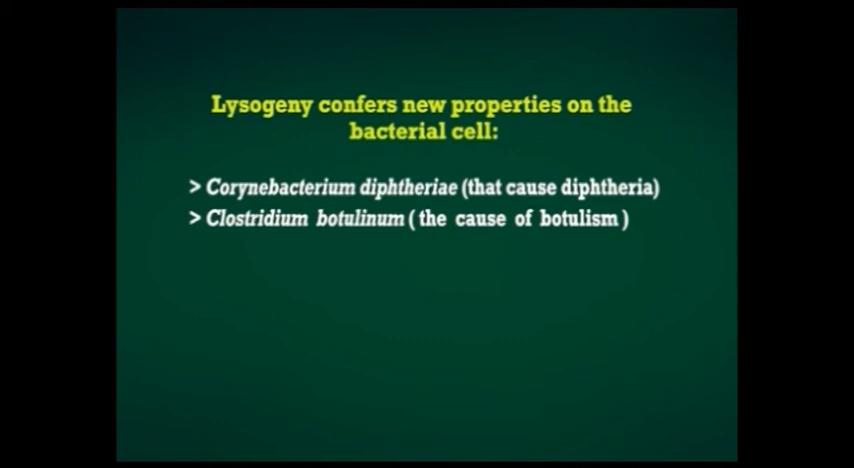 Lysogeny confers new properties on the
bacterial cell:
> Corynebacterium diphtheriae (that cause diphtheria)
> Clostridium botulinum ( the cause of botulism )